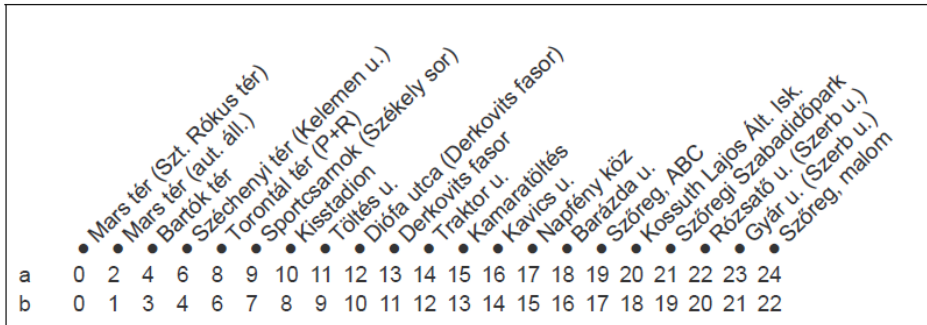 Mars tér (Szt. Rókus tér)
Mars tér (aut. áll.)
Bartók tér
Széchenyi tér (Kelemen u.)
Torontál tér (P+R)
Sportcsarnok (Székely sor)
Kisstadion
Töltés u.
Diófa utca (Derkovits fasor)
Derkovits fasor
Traktor u.
Kamaratöltés
Kavics u.
Napfény köz
Barázda u.
Szőreg, ABC
Kossuth Lajos Ált. Isk.
Szőregi Szabadidőpark
Rózsatő u. (Szerb u.)
Gyár u. (Szerb u.)
Szőreg, malom
a 0 2 4 6 8 9 10 11 12 13 14 15 16 17 18 19 20 21 22 23 24
b 0 1 3 4 6 7 8 9 10 11 12 13 14 15 16 17 18 19 20 21 22